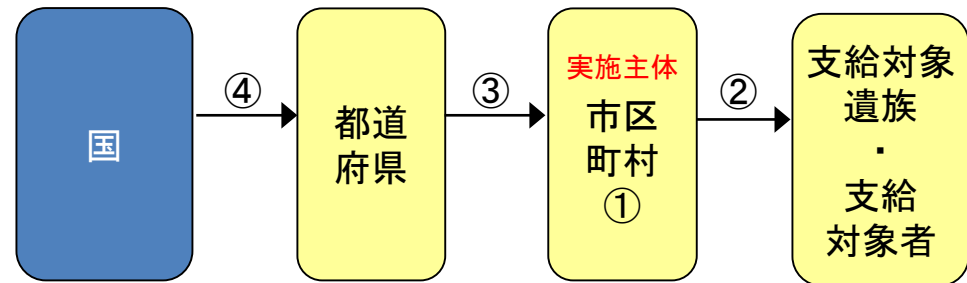 国
④
都道
府県
③
実施主体
市区
町村
①
②
支給対象
遺族
・
支給
対象者